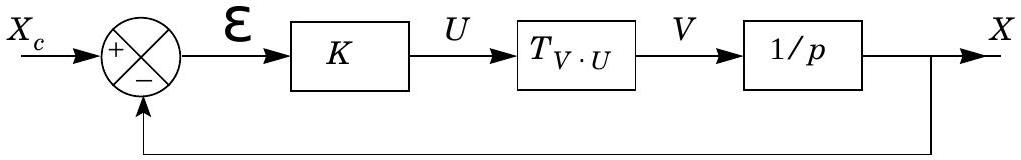 X_c + − ε K U T_{V·U} V 1/p X